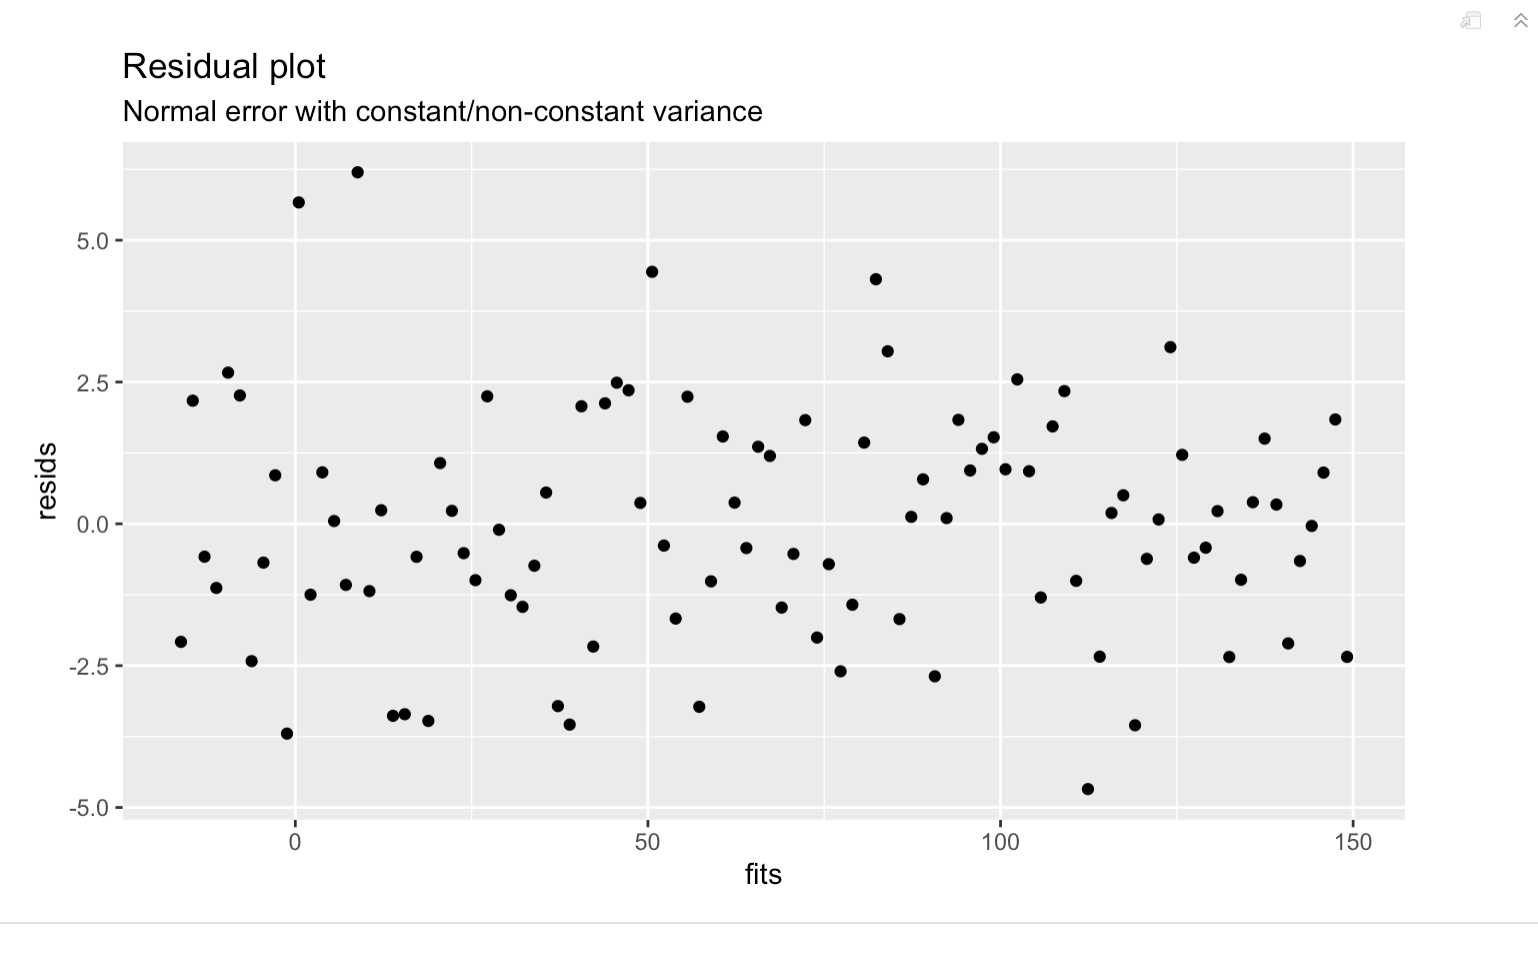 Residual plot
Normal error with constant/non-constant variance
5.0
2.5
0.0
-2.5
-5.0
resids
0 50 100 150
fits